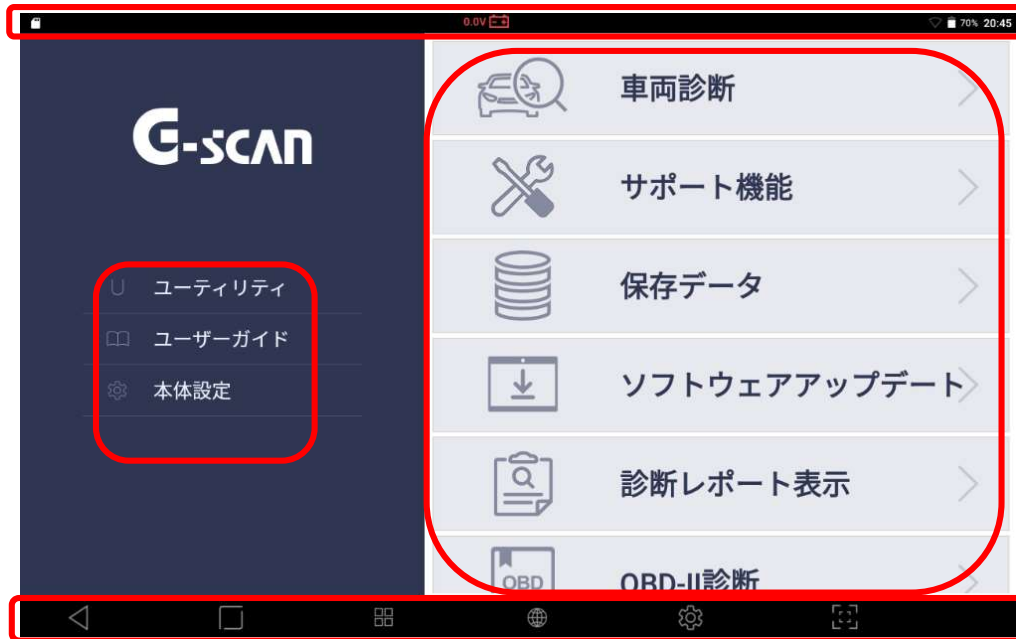 0.0V
70% 20:45
G-scan
ユーティリティ
ユーザーガイド
本体設定
車両診断
サポート機能
保存データ
ソフトウェアアップデート
診断レポート表示
OBD
OBD-II診断